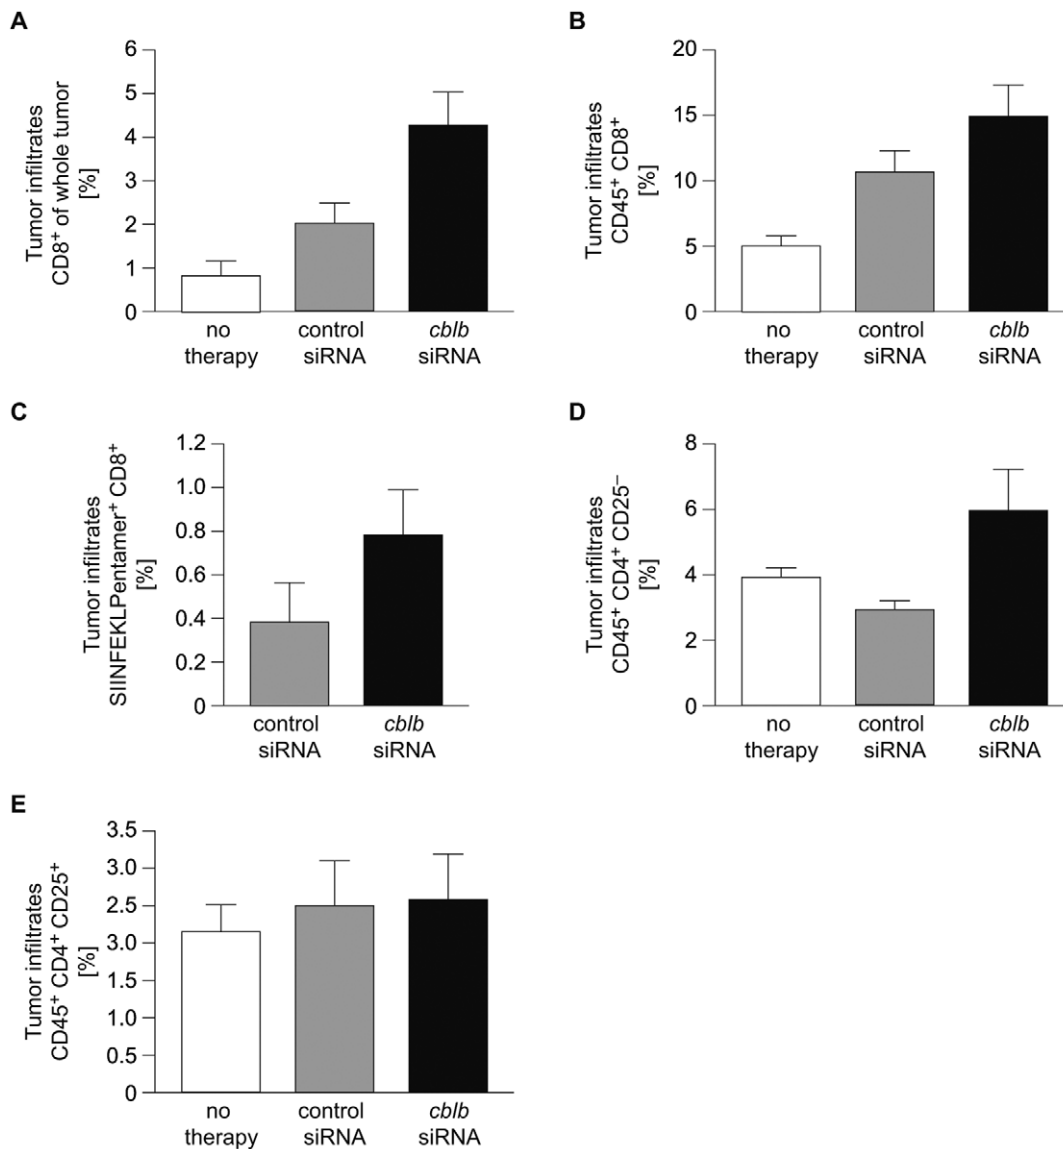 A
Tumor infiltrates
CD8+ of whole tumor
[%]
6
5
4
3
2
1
0
no
therapy
control
siRNA
cblb
siRNA
B
Tumor infiltrates
CD45+ CD8+
[%]
20
15
10
5
0
no
therapy
control
siRNA
cblb
siRNA
C
Tumor infiltrates
SIINFEKLPentamer+ CD8+
[%]
1.2
1.0
0.8
0.6
0.4
0.2
0
control
siRNA
cblb
siRNA
D
Tumor infiltrates
CD45+ CD4+ CD25–
[%]
8
6
4
2
0
no
therapy
control
siRNA
cblb
siRNA
E
Tumor infiltrates
CD45+ CD4+ CD25+
[%]
3.5
3.0
2.5
3.0
1.5
1.0
0.5
0
no
therapy
control
siRNA
cblb
siRNA